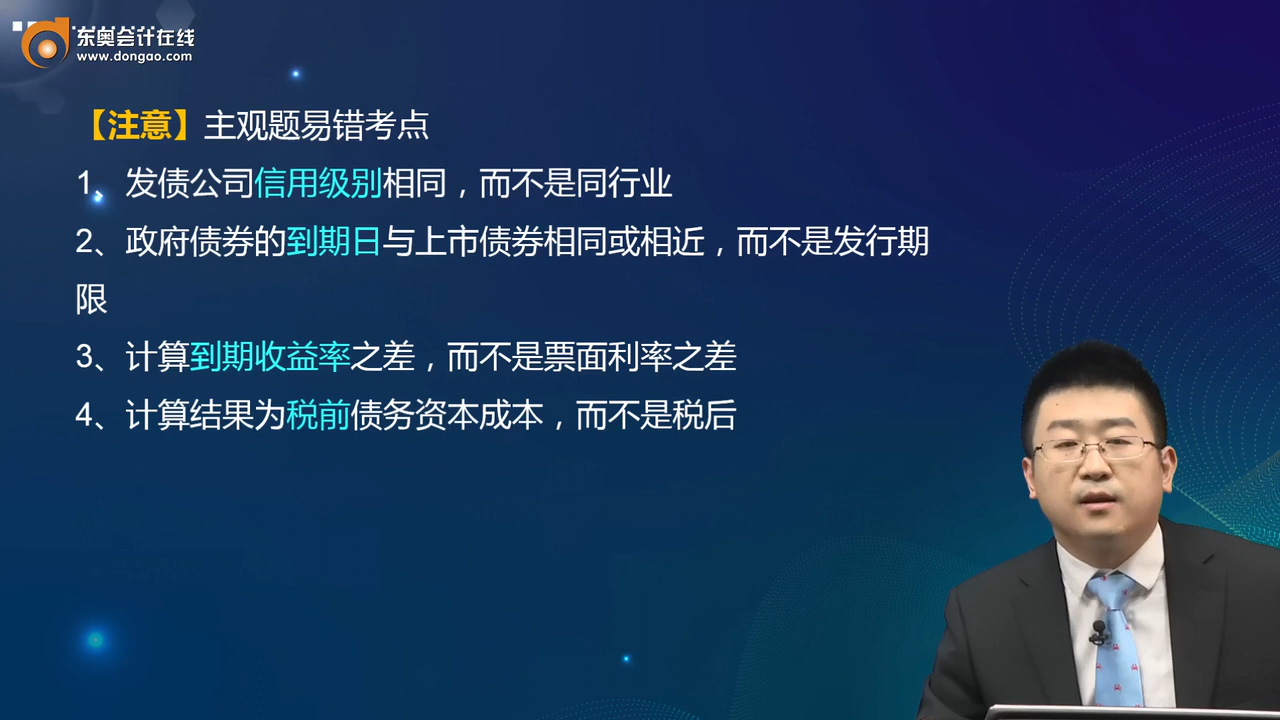 东奥会计在线
www.dongao.com
【注意】主观题易错考点
1、发债公司信用级别相同，而不是同行业
2、政府债券的到期日与上市债券相同或相近，而不是发行期
限
3、计算到期收益率之差，而不是票面利率之差
4、计算结果为税前债务资本成本，而不是税后